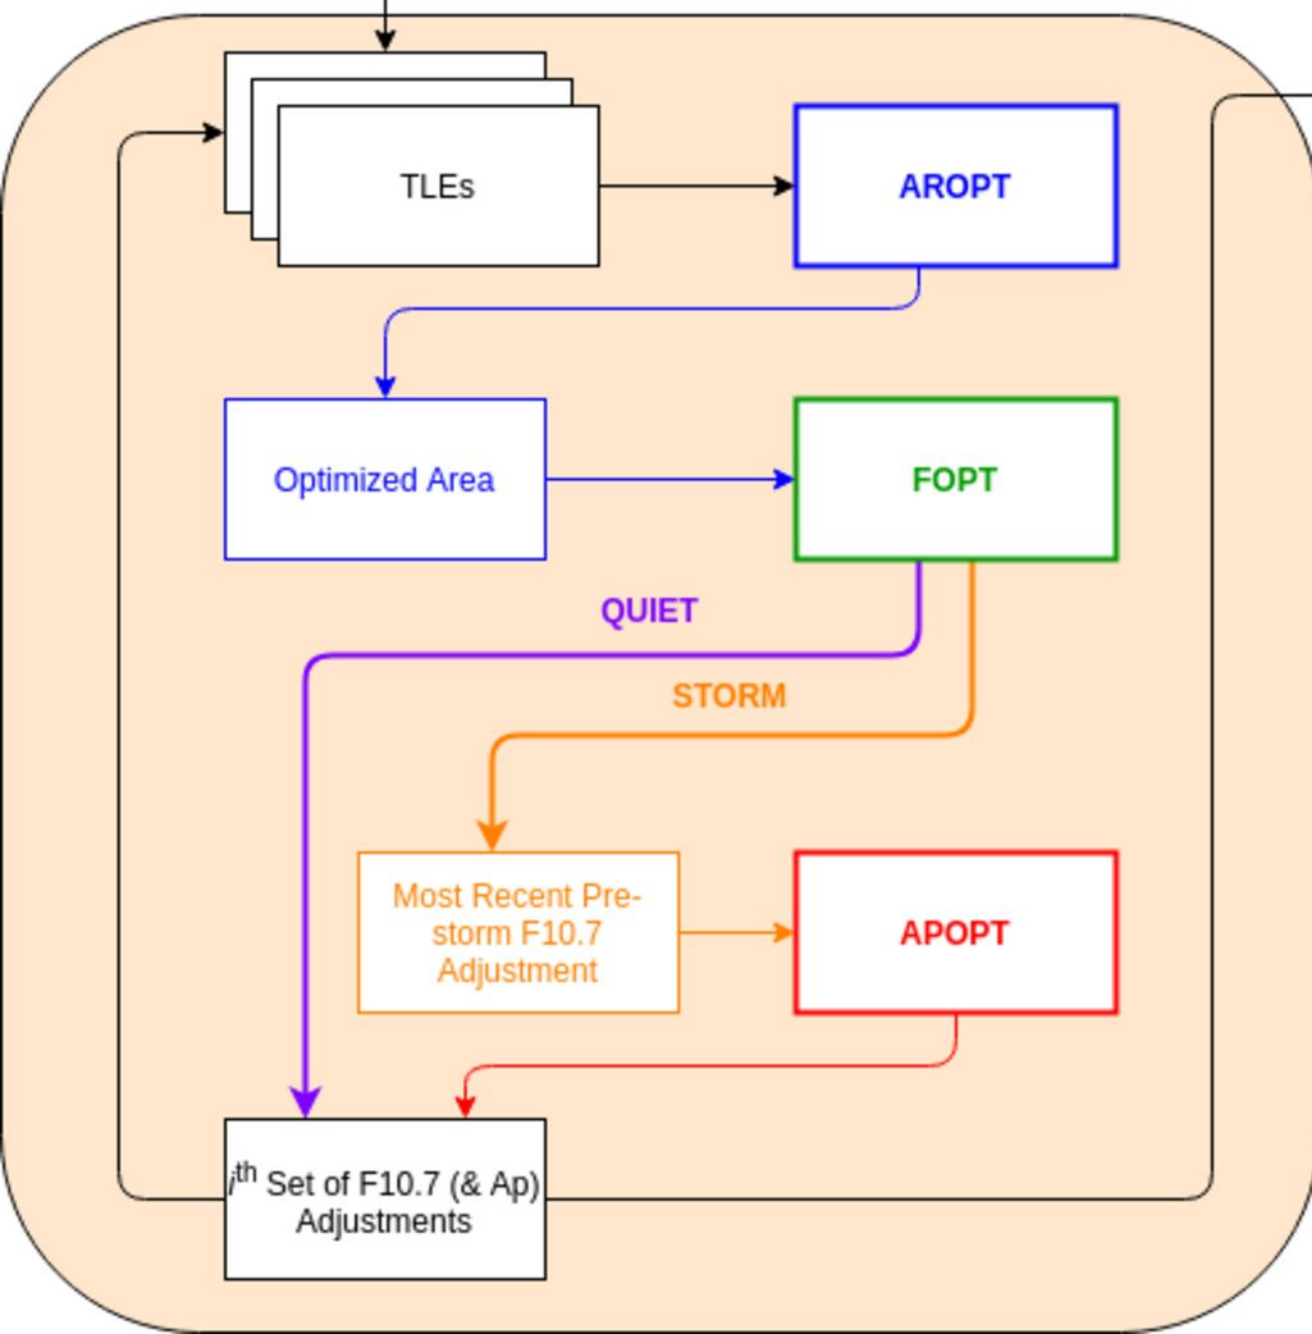 TLEs
AROPT
Optimized Area
FOPT
QUIET
STORM
Most Recent Pre-
storm F10.7
Adjustment
APOPT
iᵗʰ Set of F10.7 (& Ap)
Adjustments